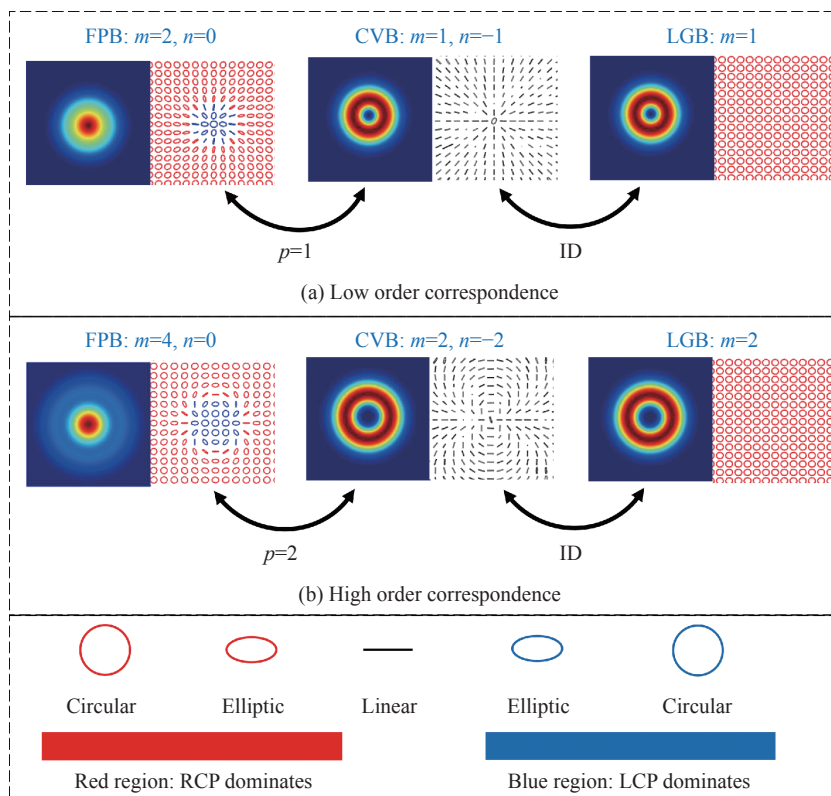 FPB: m=2, n=0
CVB: m=1, n=−1
LGB: m=1
p=1
ID
(a) Low order correspondence
FPB: m=4, n=0
CVB: m=2, n=−2
LGB: m=2
p=2
ID
(b) High order correspondence
Circular
Elliptic
Linear
Elliptic
Circular
Red region: RCP dominates
Blue region: LCP dominates